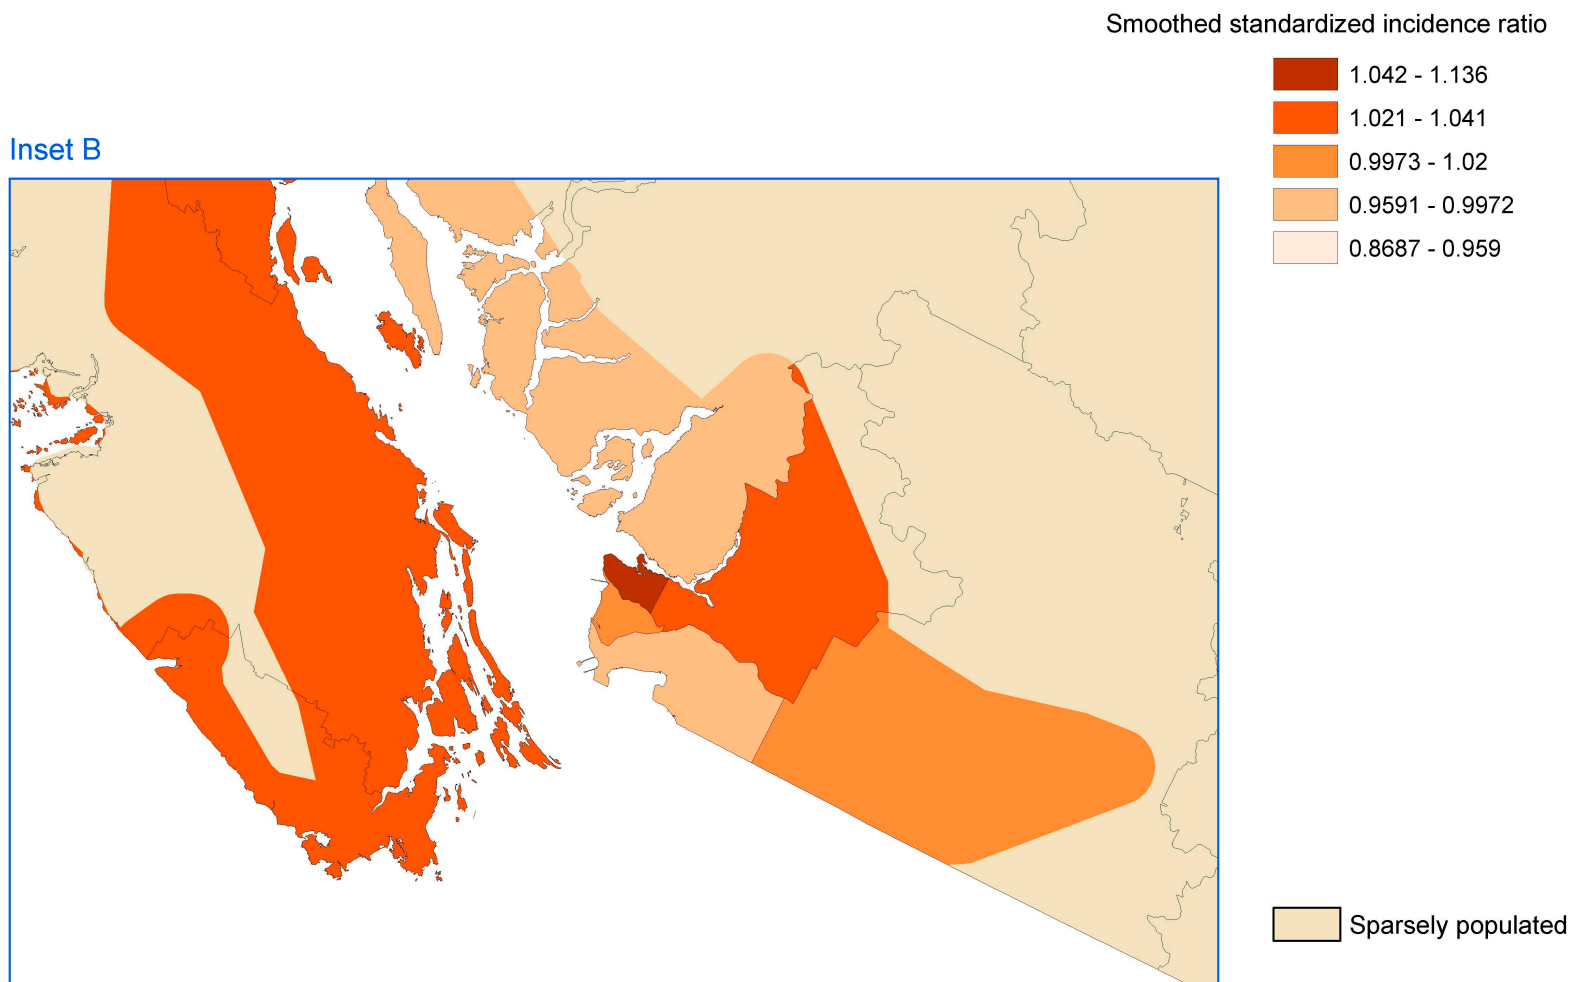 Smoothed standardized incidence ratio
1.042 - 1.136
1.021 - 1.041
0.9973 - 1.02
0.9591 - 0.9972
0.8687 - 0.959
Inset B
Sparsely populated